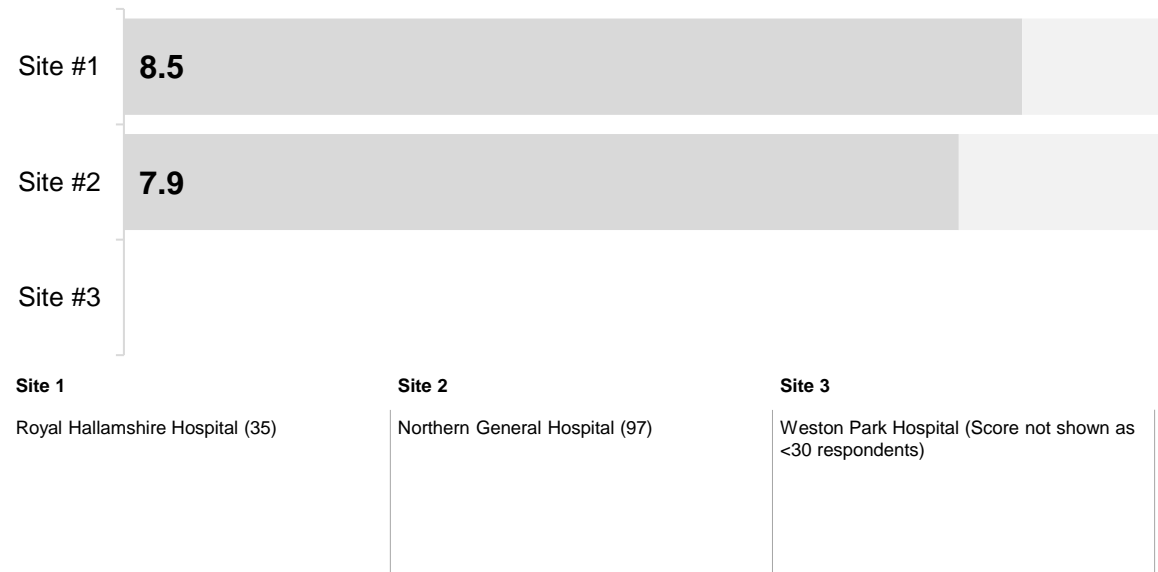 Site #1
8.5
Site #2
7.9
Site #3
Site 1
Royal Hallamshire Hospital (35)
Site 2
Northern General Hospital (97)
Site 3
Weston Park Hospital (Score not shown as
<30 respondents)